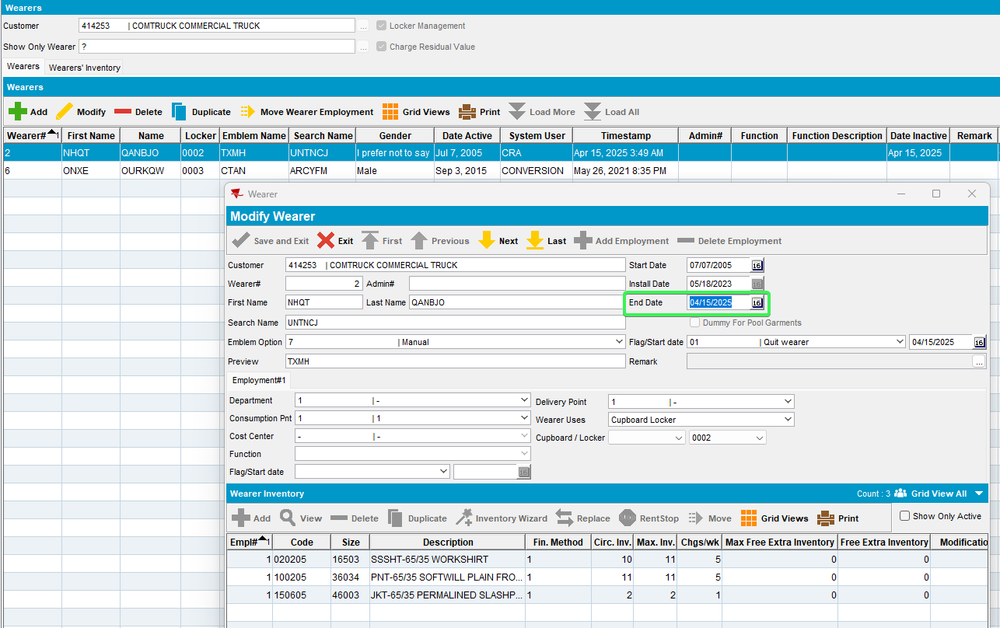 Wearers
Customer 414253 | COMTRUCK COMMERCIAL TRUCK ... Locker Management
Show Only Wearer ? ... Charge Residual Value
Wearers Wearers' Inventory
Wearers
Add Modify Delete Duplicate Move Wearer Employment Grid Views Print Load More Load All
Wearer# 1 First Name Name Locker Emblem Name Search Name Gender Date Active System User Timestamp Admin# Function Function Description Date Inactive Remark
2 NHQT QANBJO 0002 TXMH UNTNCJ I prefer not to say Jul 7, 2005 CRA Apr 15, 2025 3:49 AM Apr 15, 2025
6 ONXE OURKQW 0003 CTAN ARCYFM Male Sep 3, 2015 CONVERSION May 26, 2021 8:35 PM
Wearer
Modify Wearer
Save and Exit Exit First Previous Next Last Add Employment Delete Employment
Customer 414253 | COMTRUCK COMMERCIAL TRUCK Start Date 07/07/2005 16
Wearer# 2 Admin# Install Date 05/18/2023 16
First Name NHQT Last Name QANBJO End Date 04/15/2025 16
Search Name UNTNCJ Dummy For Pool Garments
Emblem Option 7 | Manual Flag/Start date 01 | Quit wearer 04/15/2025 16
Preview TXMH Remark ...
Employment#1
Department 1 | - Delivery Point 1 | -
Consumption Pnt 1 | 1 Wearer Uses Cupboard Locker
Cost Center - | - Cupboard / Locker 0002
Function
Flag/Start date 16
Wearer Inventory Count : 3 Grid View All
Add View Delete Duplicate Inventory Wizard Replace RentStop Move Grid Views Print Show Only Active
Empl# 1 Code Size Description Fin. Method Circ. Inv. Max. Inv. Chgs/wk Max Free Extra Inventory Free Extra Inventory Modificatio
1 020205 16503 SSSHT-65/35 WORKSHIRT 1 10 11 5 0 0
1 100205 36034 PNT-65/35 SOFTWILL PLAIN FRO... 1 11 11 5 0 0
1 150605 46003 JKT-65/35 PERMALINED SLASHP... 1 2 2 1 0 0